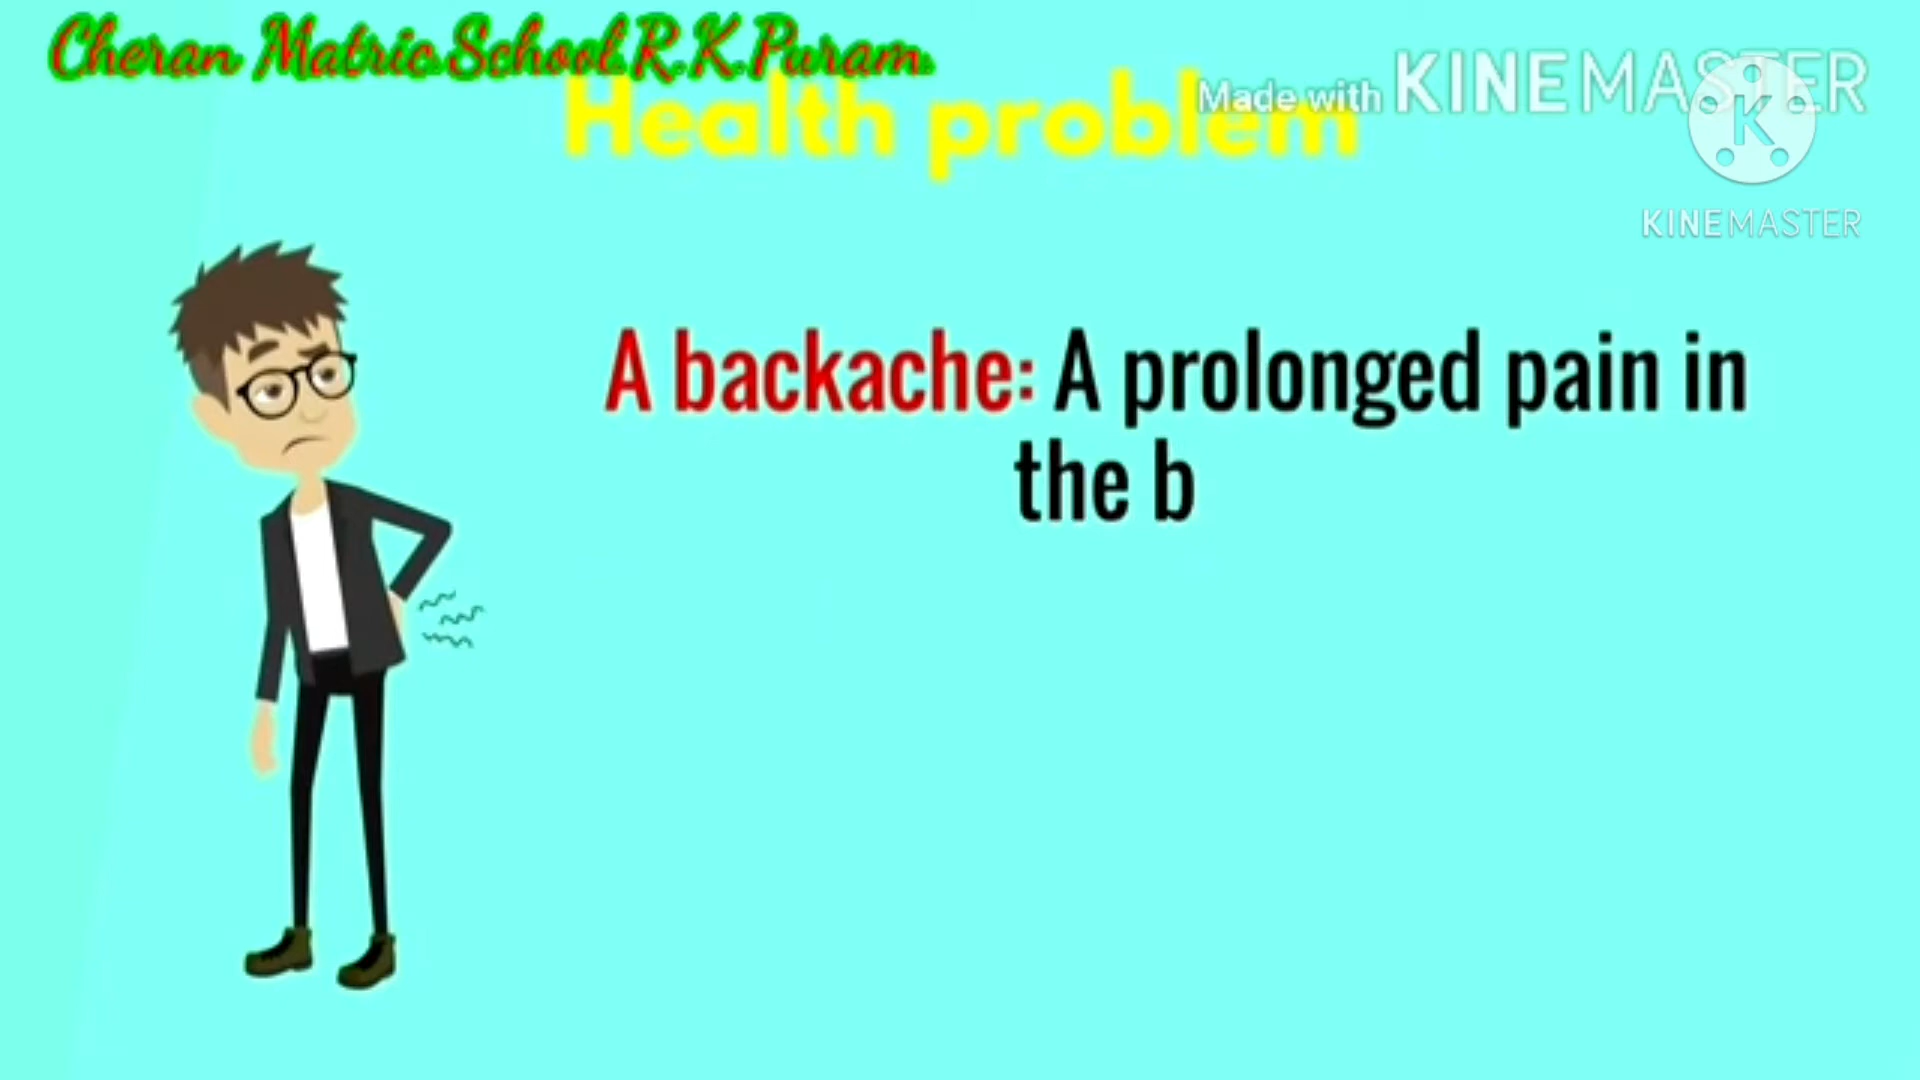 Cheran Matric.School.R.K.Puram.
Health problem
Made with KINEMASTER
K
KINEMASTER
A backache: A prolonged pain in
the b